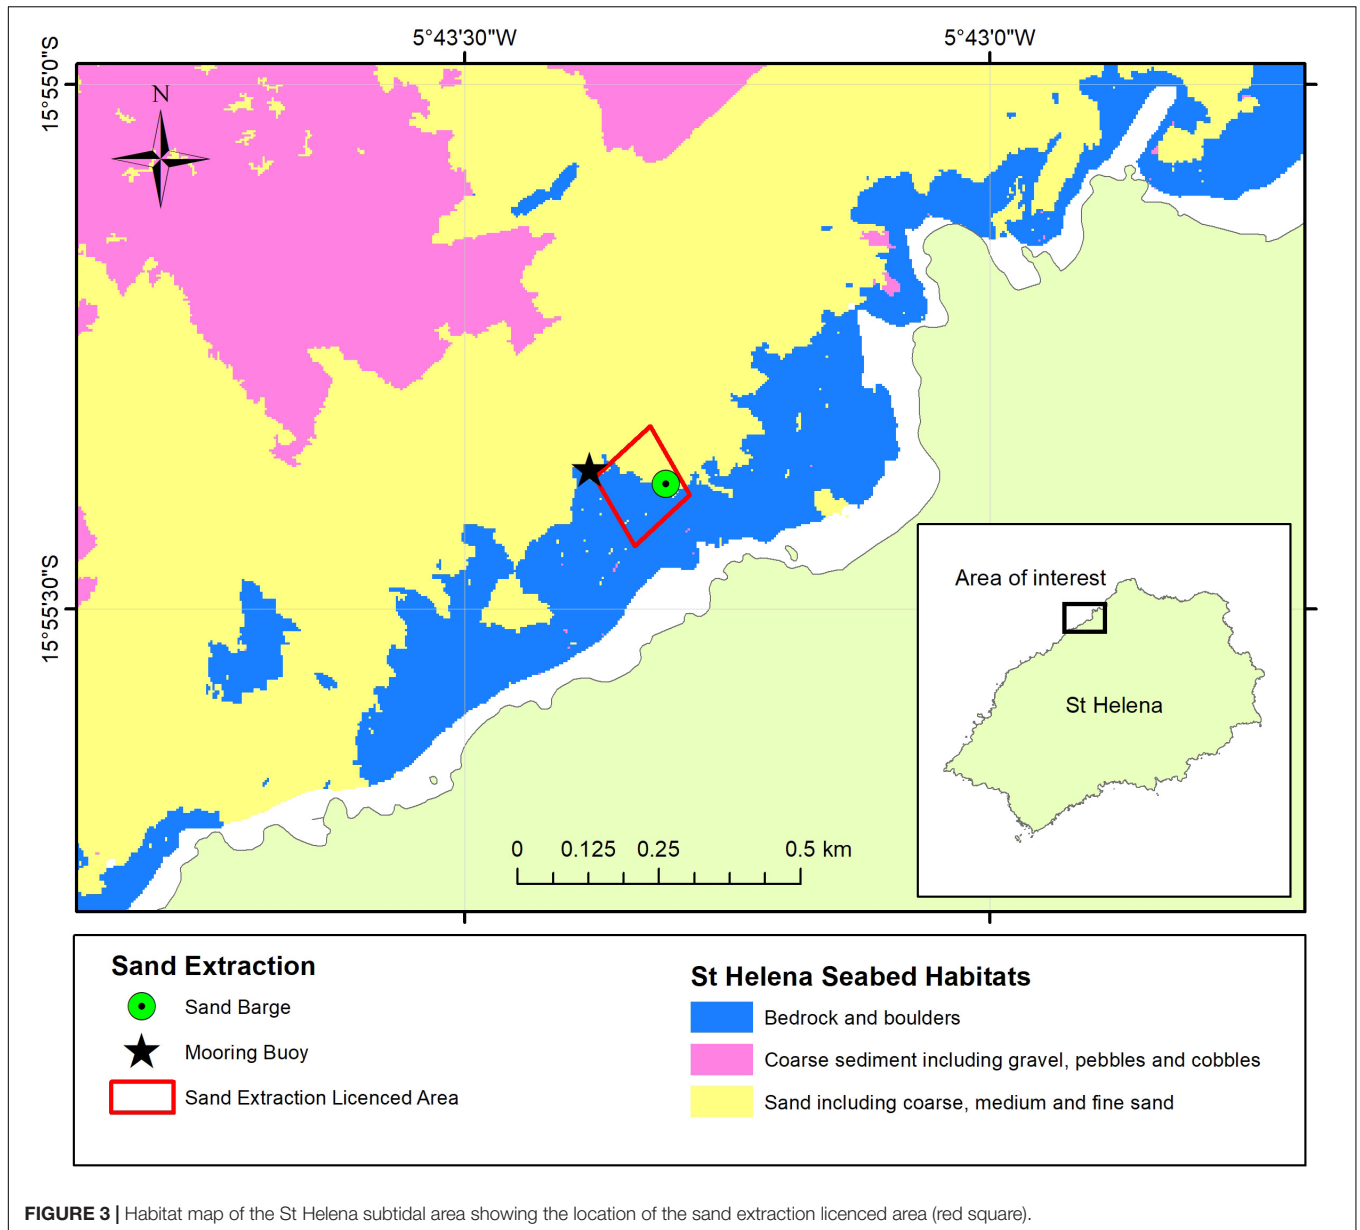 5°43'30"W 5°43'0"W
15°55'0"S
N
15°55'30"S
Area of interest
St Helena
0 0.125 0.25 0.5 km
Sand Extraction
Sand Barge
Mooring Buoy
Sand Extraction Licenced Area
St Helena Seabed Habitats
Bedrock and boulders
Coarse sediment including gravel, pebbles and cobbles
Sand including coarse, medium and fine sand
FIGURE 3 | Habitat map of the St Helena subtidal area showing the location of the sand extraction licenced area (red square).